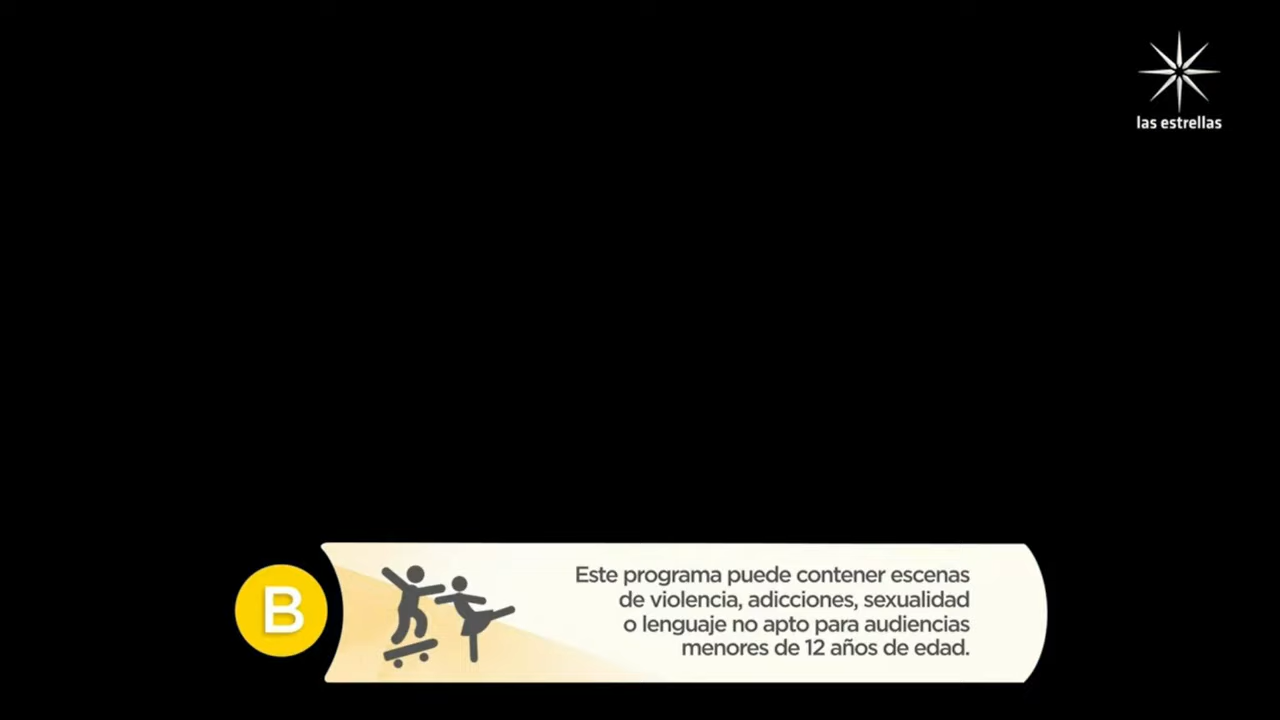 las estrellas
B
Este programa puede contener escenas
de violencia, adicciones, sexualidad
o lenguaje no apto para audiencias
menores de 12 años de edad.